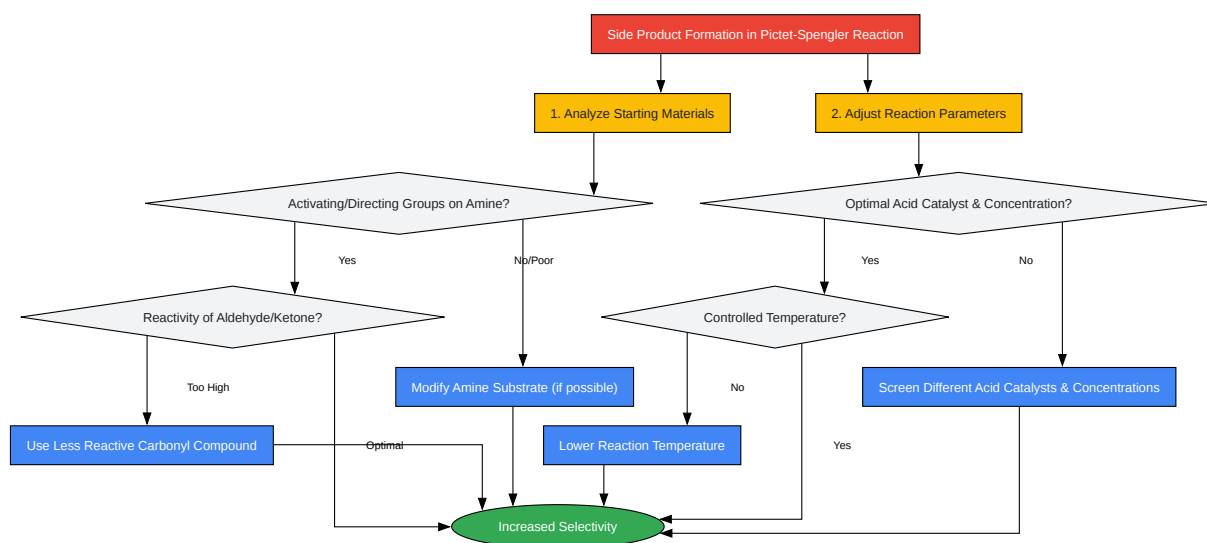 Side Product Formation in Pictet-Spengler Reaction
1. Analyze Starting Materials
2. Adjust Reaction Parameters
Activating/Directing Groups on Amine?
Optimal Acid Catalyst & Concentration?
Yes
No/Poor
Yes
No
Reactivity of Aldehyde/Ketone?
Controlled Temperature?
Too High
Modify Amine Substrate (if possible)
No
Screen Different Acid Catalysts & Concentrations
Use Less Reactive Carbonyl Compound
Optimal
Lower Reaction Temperature
Yes
Increased Selectivity